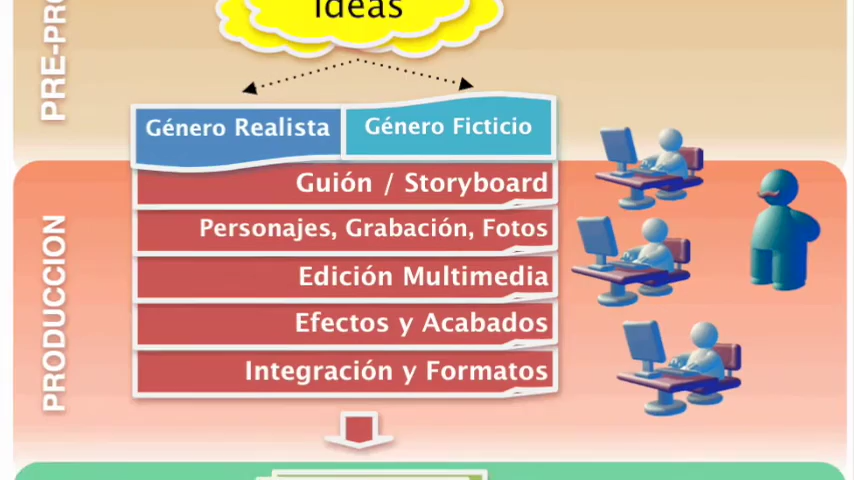 Ideas
PRE-PRO
Género Realista
Género Ficticio
Guión / Storyboard
Personajes, Grabación, Fotos
Edición Multimedia
Efectos y Acabados
Integración y Formatos
PRODUCCION